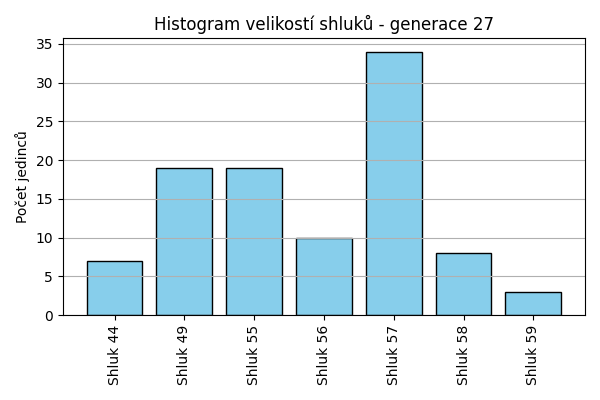 Histogram velikostí shluků - generace 27
Počet jedinců
35
30
25
20
15
10
5
0
Shluk 44
Shluk 49
Shluk 55
Shluk 56
Shluk 57
Shluk 58
Shluk 59